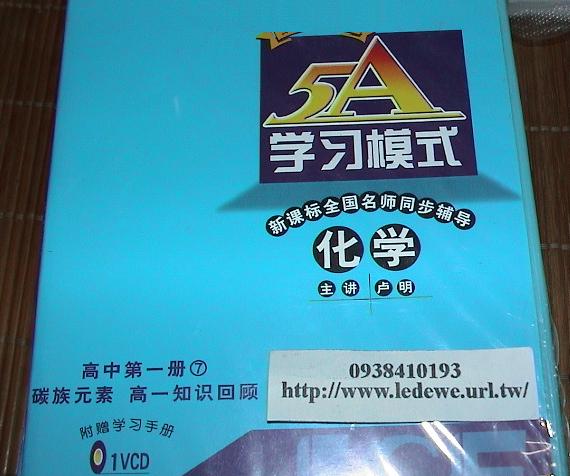 5A
学习模式
新课标全国名师同步辅导
化学
主讲 卢明
高中第一册⑦
碳族元素 高一知识回顾
附赠学习手册
1VCD
0938410193
http://www.ledewe.url.tw/